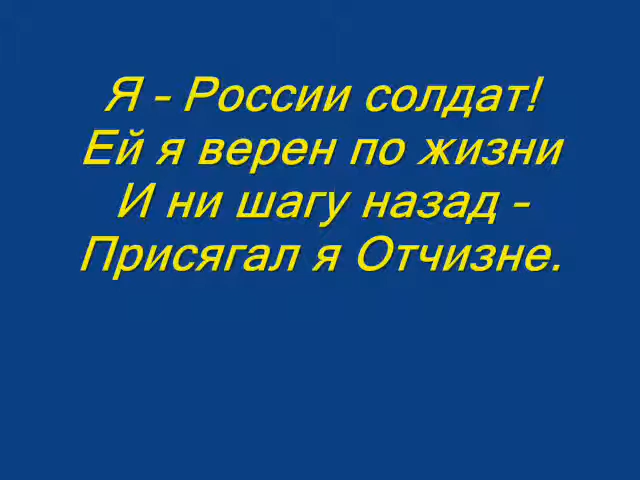 Я – России солдат!
Ей я верен по жизни
И ни шагу назад –
Присягал я Отчизне.